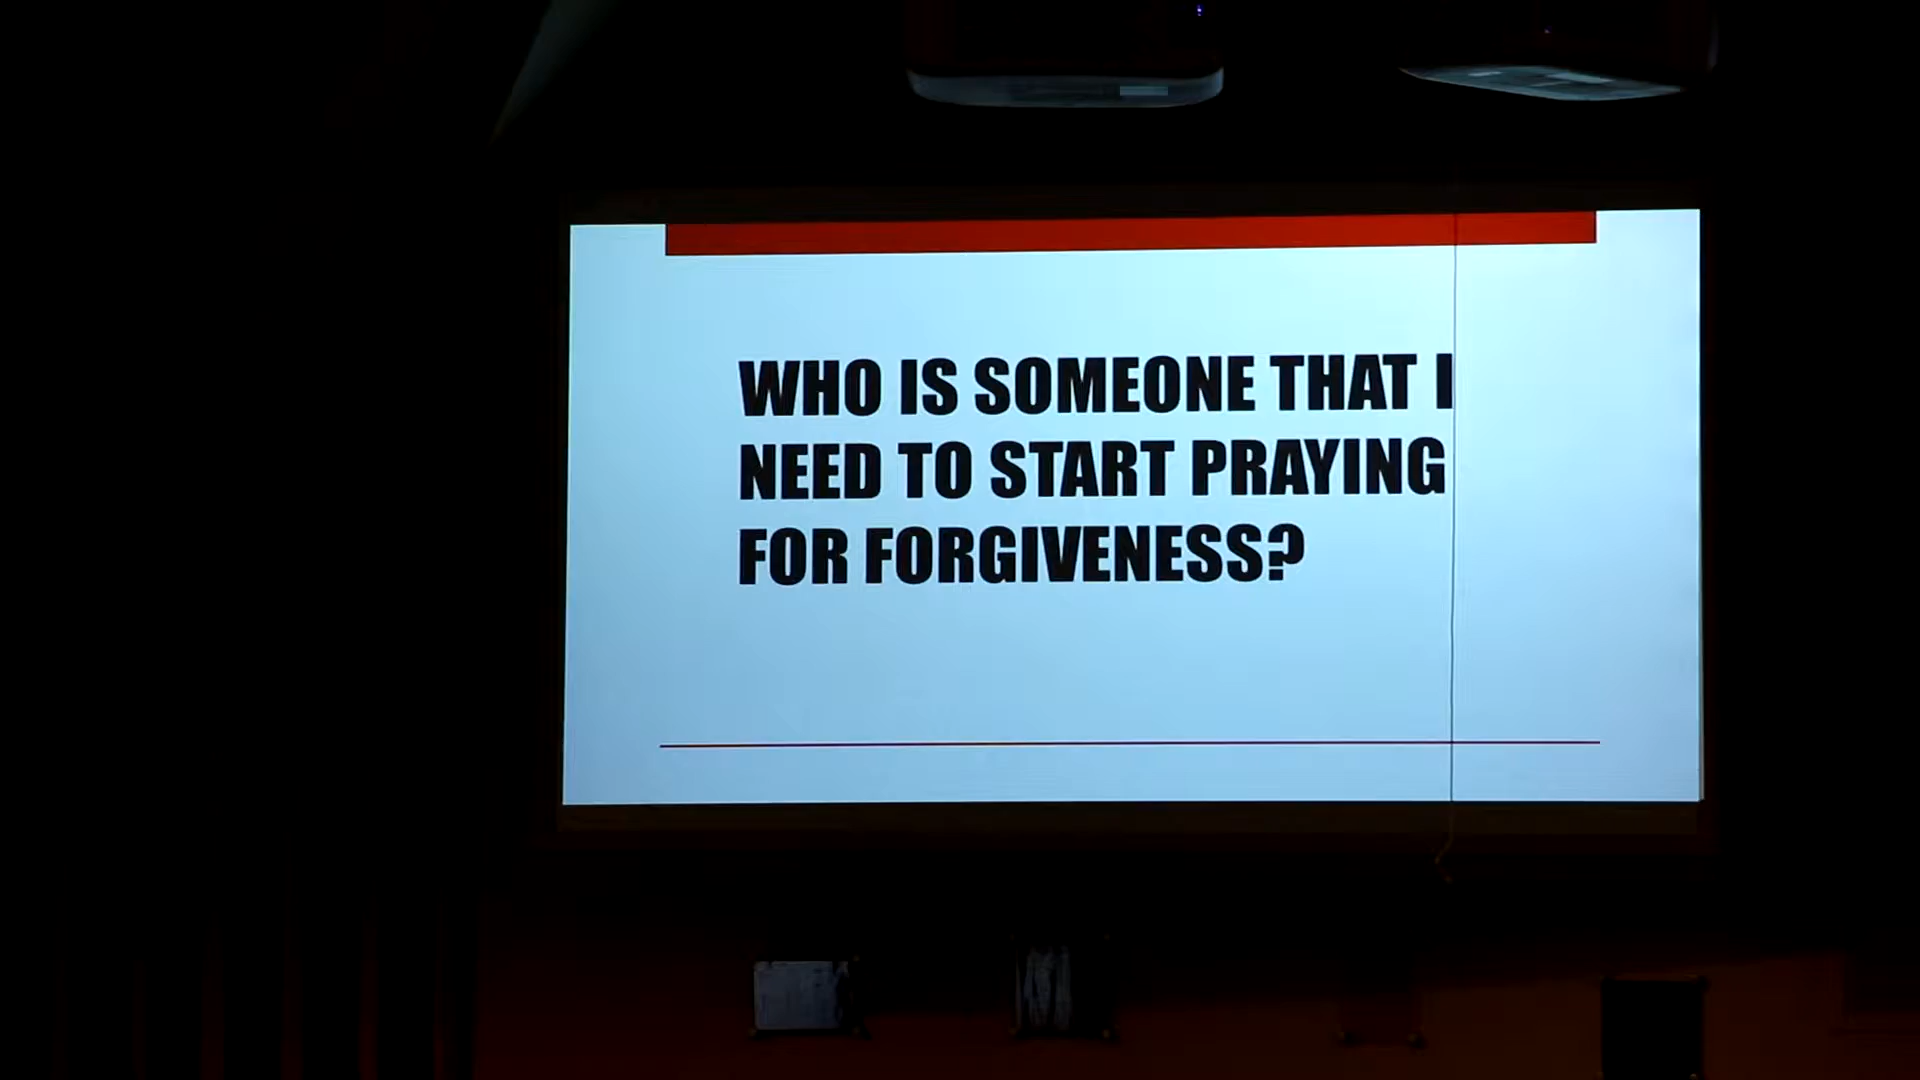 WHO IS SOMEONE THAT I
NEED TO START PRAYING
FOR FORGIVENESS?